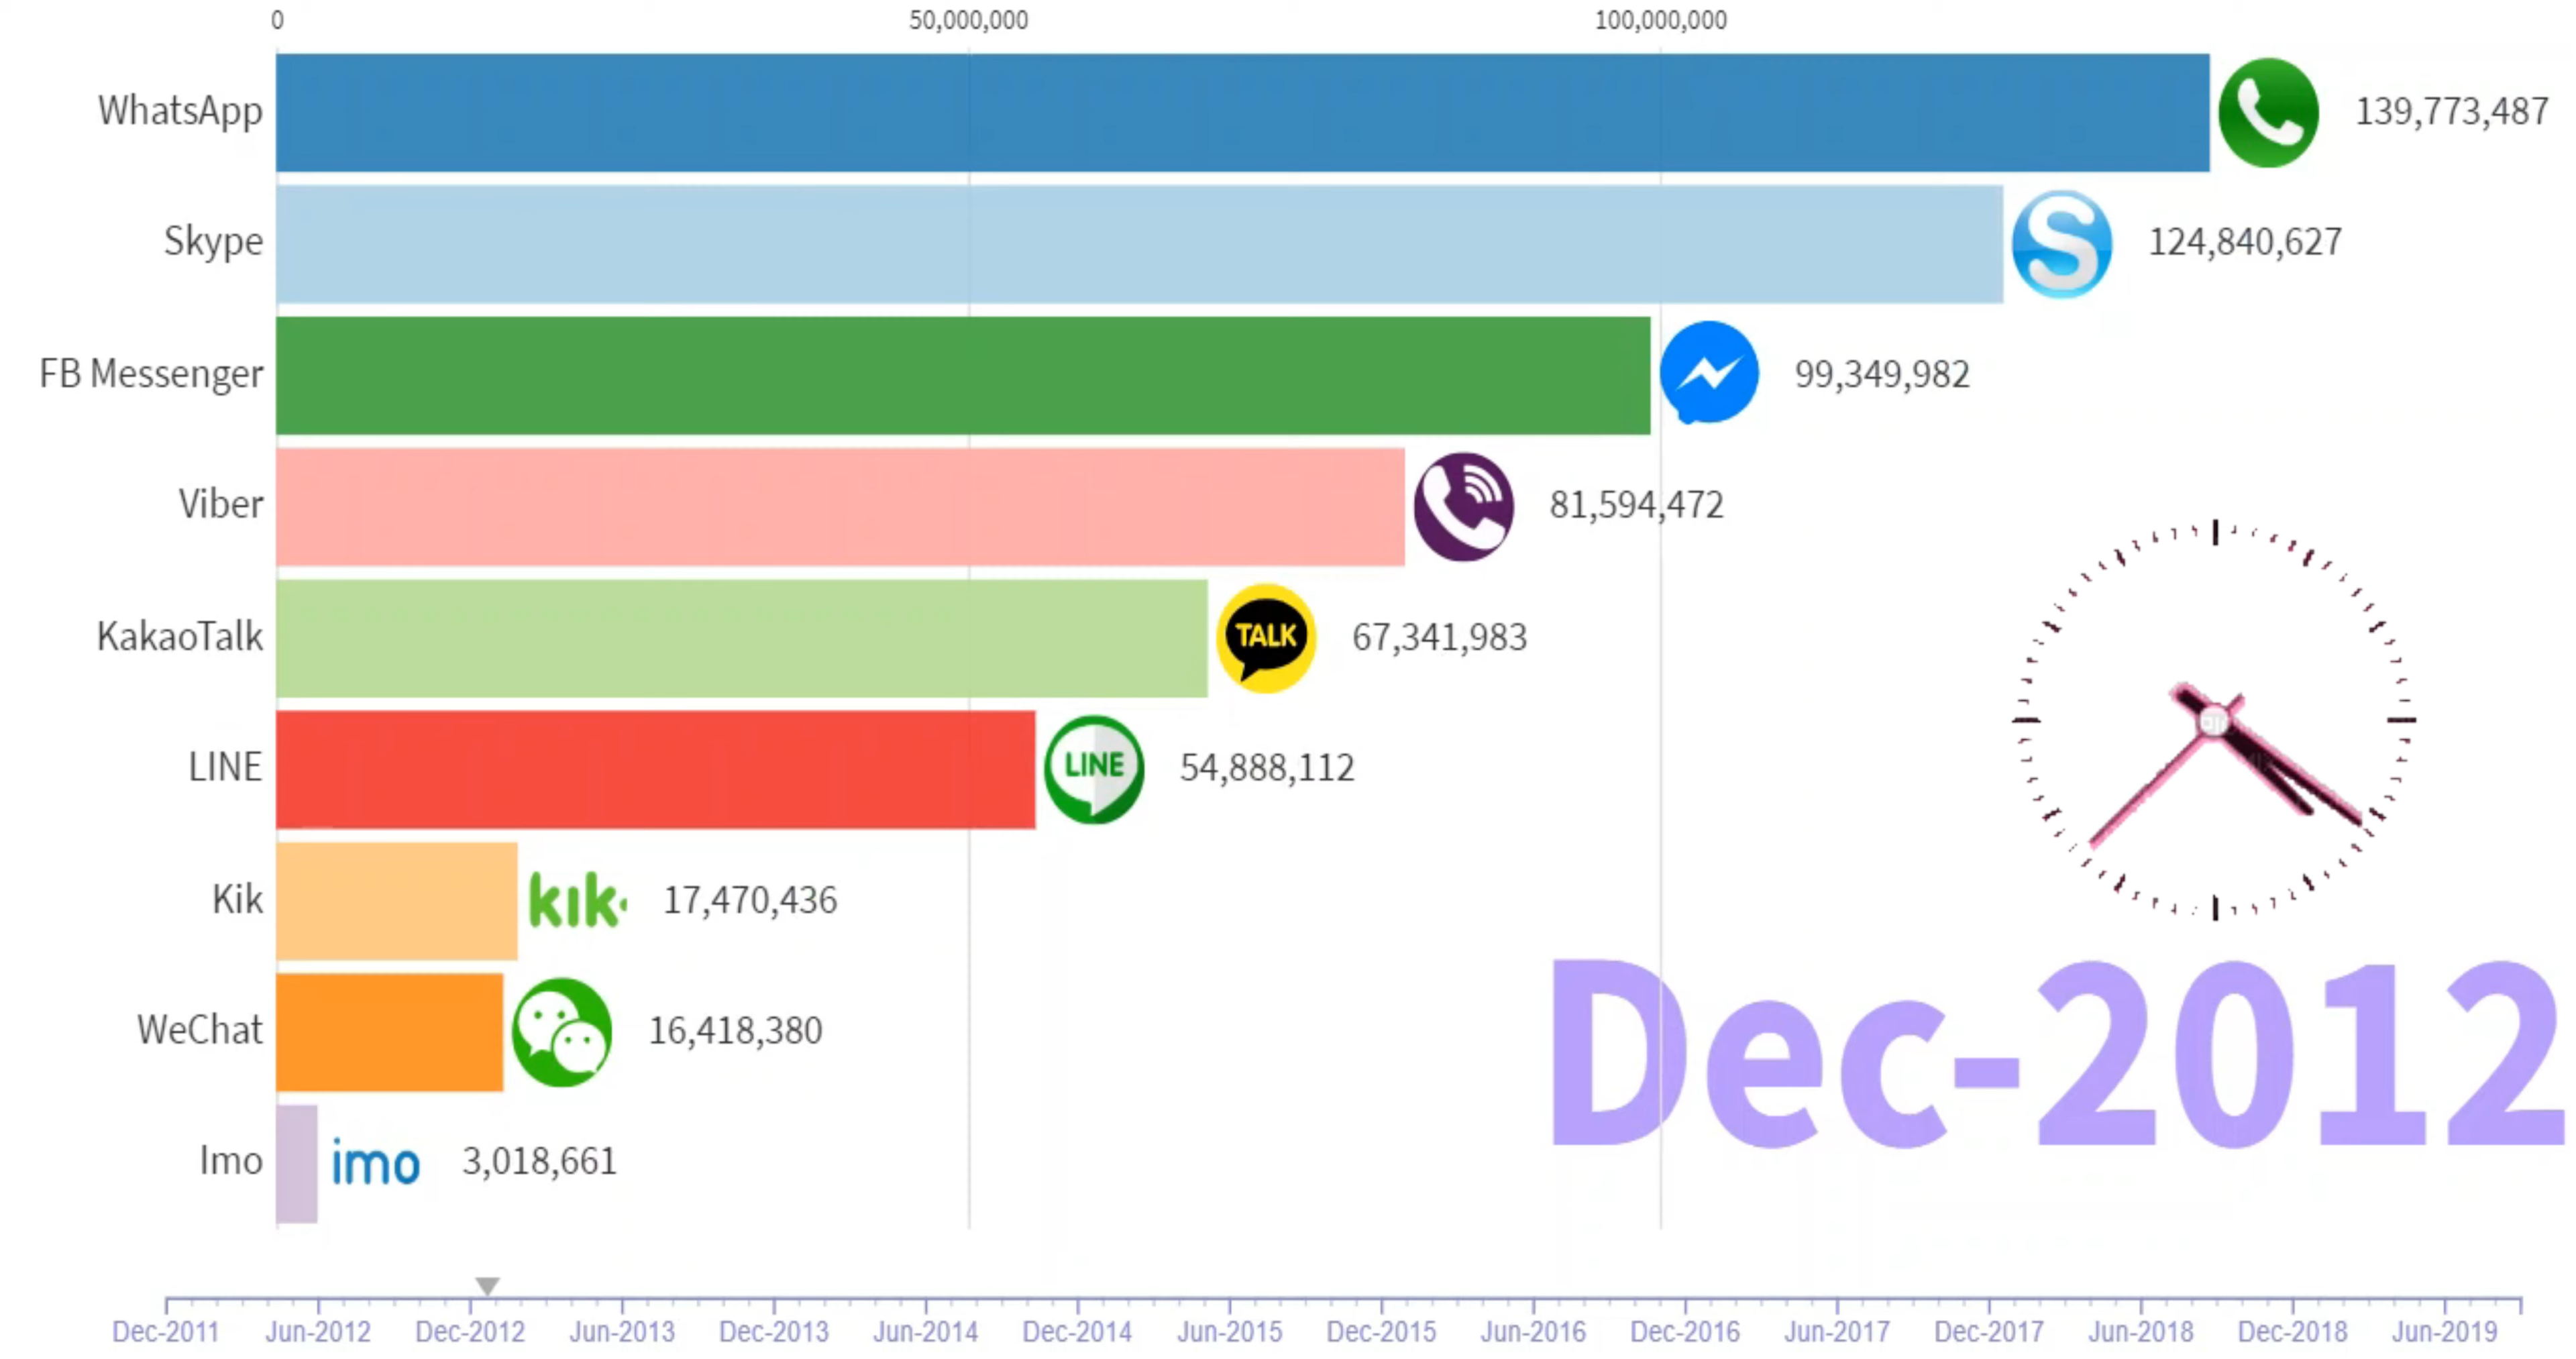 0 50,000,000 100,000,000
WhatsApp 139,773,487
Skype S 124,840,627
FB Messenger 99,349,982
Viber 81,594,472
KakaoTalk TALK 67,341,983
LINE LINE 54,888,112
Kik kik 17,470,436
WeChat 16,418,380
Imo imo 3,018,661
Dec-2012
Dec-2011 Jun-2012 Dec-2012 Jun-2013 Dec-2013 Jun-2014 Dec-2014 Jun-2015 Dec-2015 Jun-2016 Dec-2016 Jun-2017 Dec-2017 Jun-2018 Dec-2018 Jun-2019